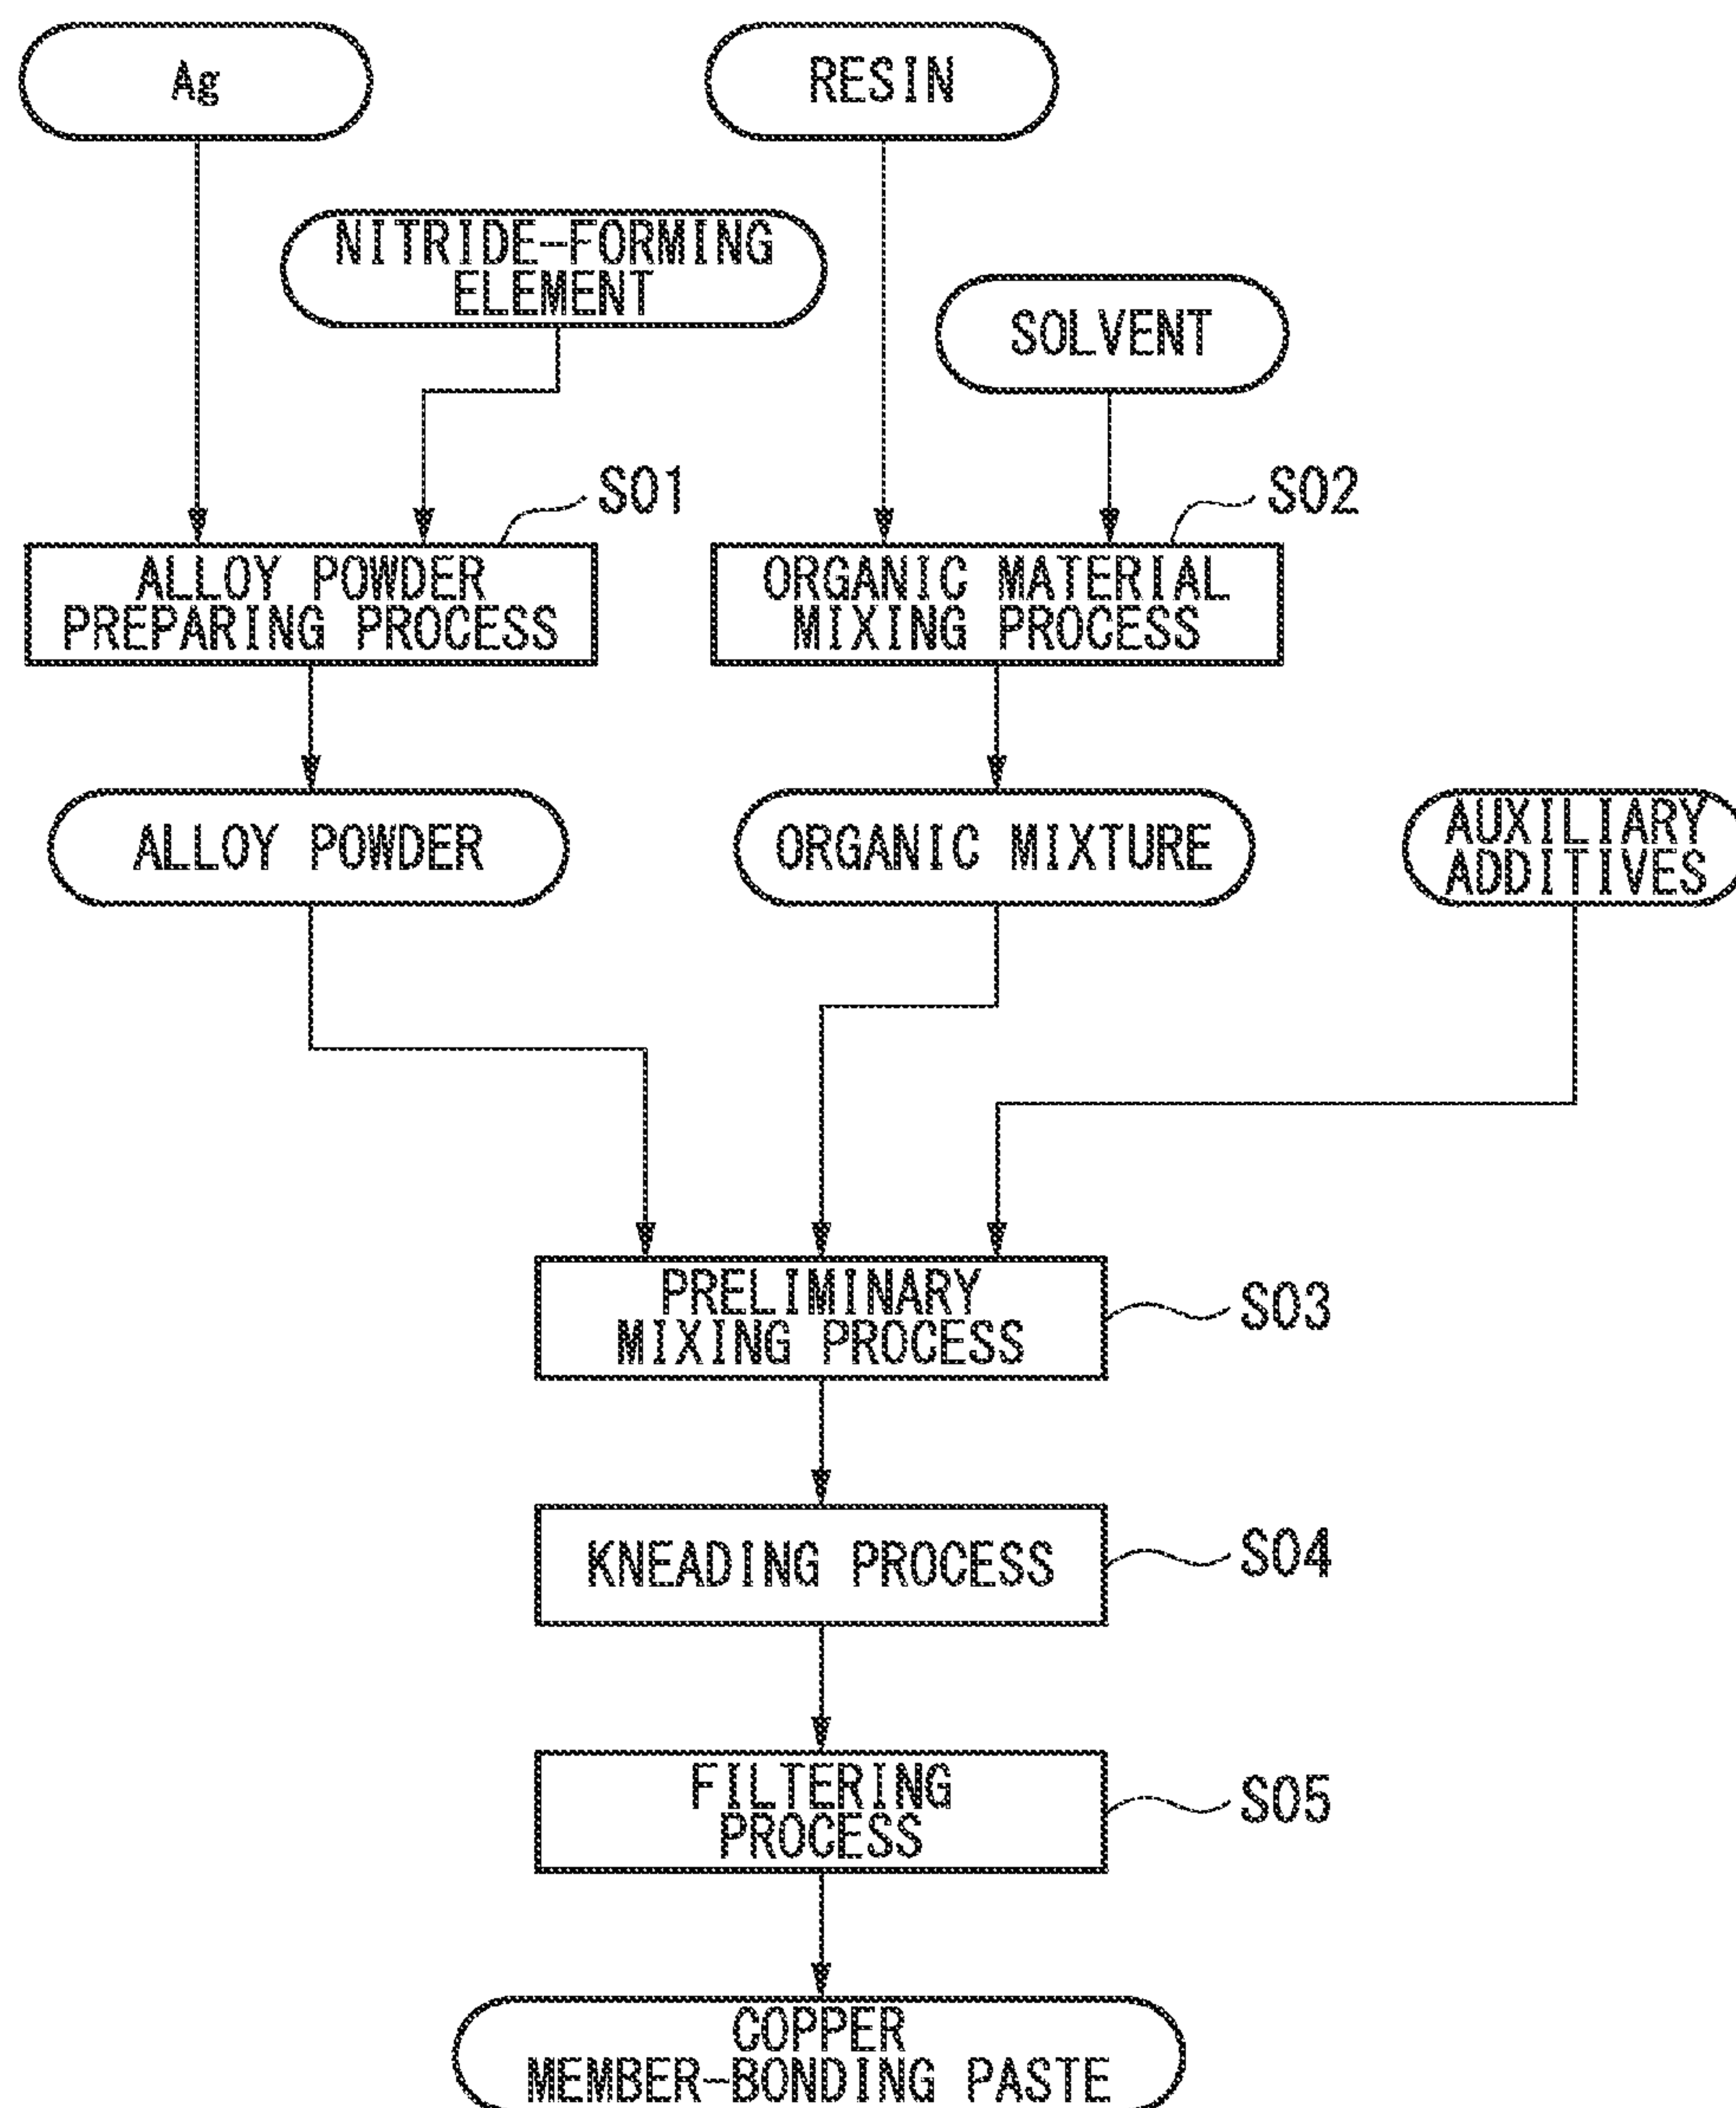 Ag
RESIN
NITRIDE-FORMING
ELEMENT
SOLVENT
S01
S02
ALLOY POWDER
PREPARING PROCESS
ORGANIC MATERIAL
MIXING PROCESS
ALLOY POWDER
ORGANIC MIXTURE
AUXILIARY
ADDITIVES
PRELIMINARY
MIXING PROCESS
S03
KNEADING PROCESS
S04
FILTERING
PROCESS
S05
COPPER
MEMBER-BONDING PASTE